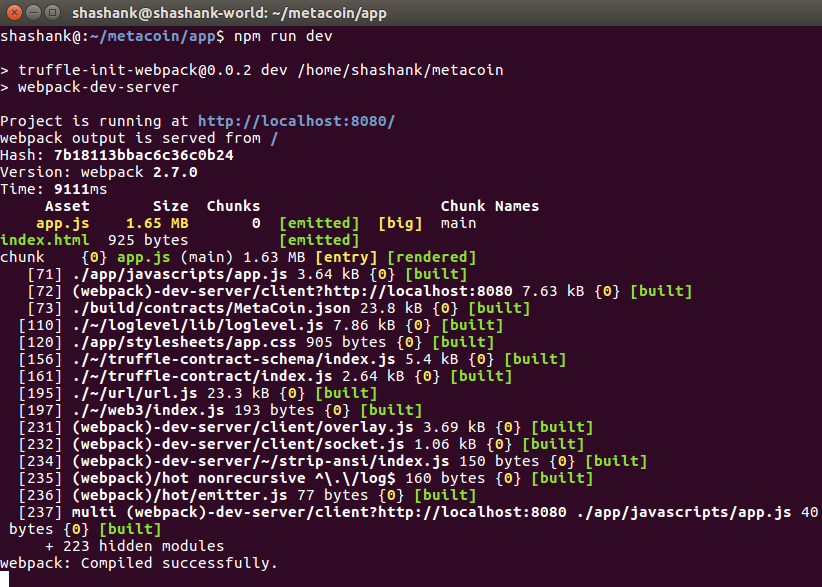 shashank@shashank-world: ~/metacoin/app
shashank@:~/metacoin/app$ npm run dev
> truffle-init-webpack@0.0.2 dev /home/shashank/metacoin
> webpack-dev-server
Project is running at http://localhost:8080/
webpack output is served from /
Hash: 7b18113bbac6c36c0b24
Version: webpack 2.7.0
Time: 9111ms
Asset Size Chunks Chunk Names
app.js 1.65 MB 0 [emitted] [big] main
index.html 925 bytes [emitted]
chunk {0} app.js (main) 1.63 MB [entry] [rendered]
[71] ./app/javascripts/app.js 3.64 kB {0} [built]
[72] (webpack)-dev-server/client?http://localhost:8080 7.63 kB {0} [built]
[73] ./build/contracts/MetaCoin.json 23.8 kB {0} [built]
[110] ./~/loglevel/lib/loglevel.js 7.86 kB {0} [built]
[120] ./app/stylesheets/app.css 905 bytes {0} [built]
[156] ./~/truffle-contract-schema/index.js 5.4 kB {0} [built]
[161] ./~/truffle-contract/index.js 2.64 kB {0} [built]
[195] ./~/url/url.js 23.3 kB {0} [built]
[197] ./~/web3/index.js 193 bytes {0} [built]
[231] (webpack)-dev-server/client/overlay.js 3.69 kB {0} [built]
[232] (webpack)-dev-server/client/socket.js 1.06 kB {0} [built]
[234] (webpack)-dev-server/~/strip-ansi/index.js 150 bytes {0} [built]
[235] (webpack)/hot nonrecursive ^\.\/log$ 160 bytes {0} [built]
[236] (webpack)/hot/emitter.js 77 bytes {0} [built]
[237] multi (webpack)-dev-server/client?http://localhost:8080 ./app/javascripts/app.js 40
bytes {0} [built]
+ 223 hidden modules
webpack: Compiled successfully.